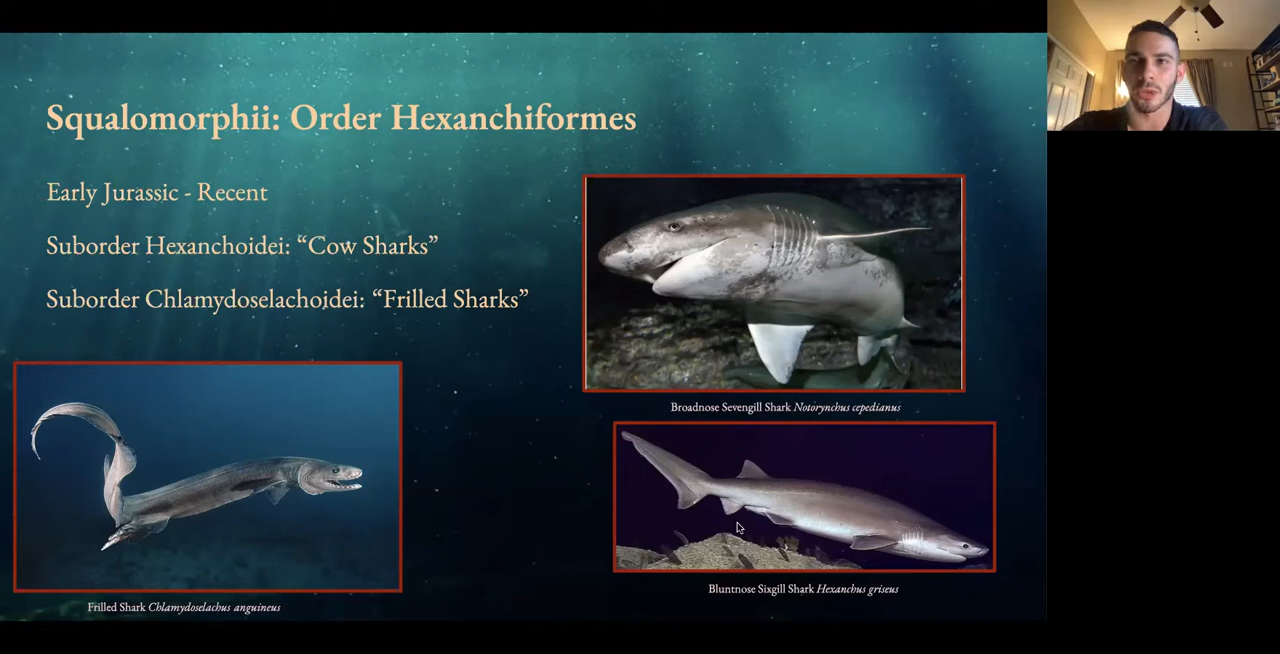 Squalomorphii: Order Hexanchiformes
Early Jurassic - Recent
Suborder Hexanchoidei: “Cow Sharks”
Suborder Chlamydoselachoidei: “Frilled Sharks”
Broadnose Sevengill Shark Notorynchus cepedianus
Bluntnose Sixgill Shark Hexanchus griseus
Frilled Shark Chlamydoselachus anguineus